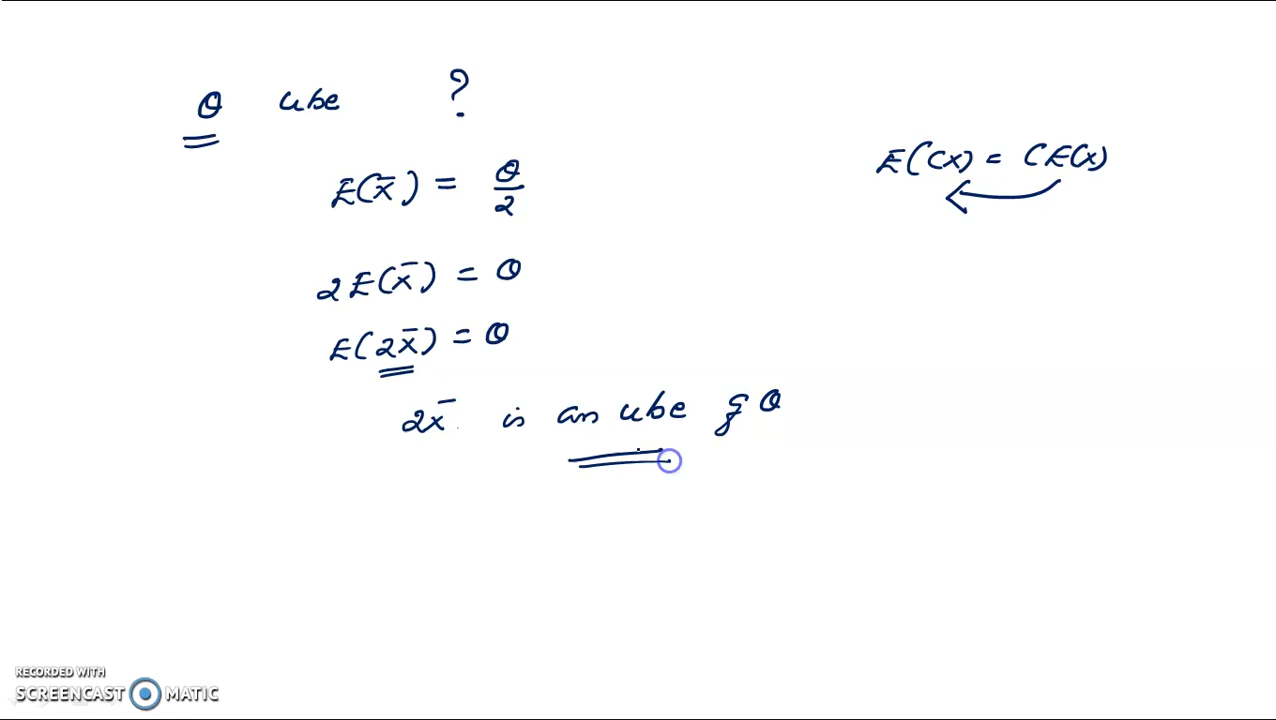 θ ube ?
E(x̄) = θ/2
E(CX) = CE(X)
2E(x̄) = θ
E(2x̄) = θ
2x̄ is an ube of θ
RECORDED WITH
SCREENCAST MATIC